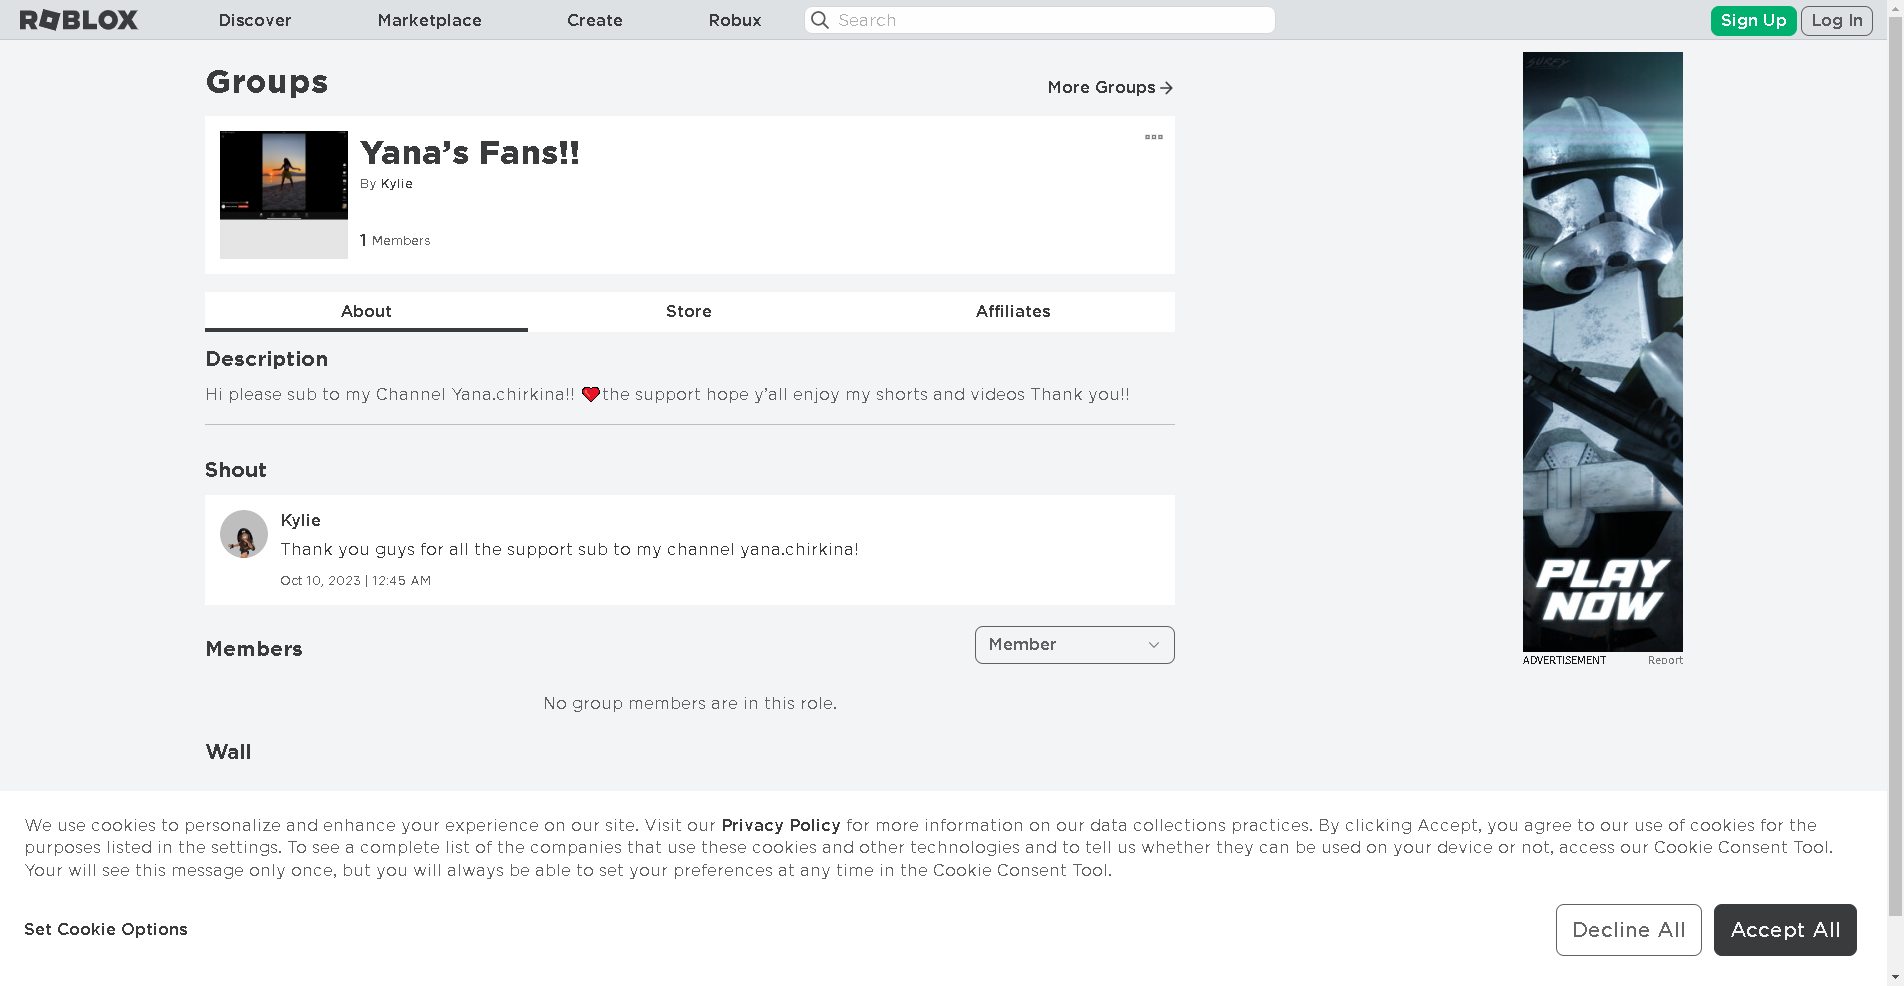 ROBLOX
Discover
Marketplace
Create
Robux
Search
Sign Up
Log In
Groups
More Groups
Yana’s Fans!!
By Kylie
1 Members
About
Store
Affiliates
Description
Hi please sub to my Channel Yana.chirkina!! ❤️the support hope y’all enjoy my shorts and videos Thank you!!
Shout
Kylie
Thank you guys for all the support sub to my channel yana.chirkina!
Oct 10, 2023 | 12:45 AM
Members
Member
No group members are in this role.
Wall
PLAY
NOW
ADVERTISEMENT
Report
We use cookies to personalize and enhance your experience on our site. Visit our Privacy Policy for more information on our data collections practices. By clicking Accept, you agree to our use of cookies for the
purposes listed in the settings. To see a complete list of the companies that use these cookies and other technologies and to tell us whether they can be used on your device or not, access our Cookie Consent Tool.
Your will see this message only once, but you will always be able to set your preferences at any time in the Cookie Consent Tool.
Set Cookie Options
Decline All
Accept All